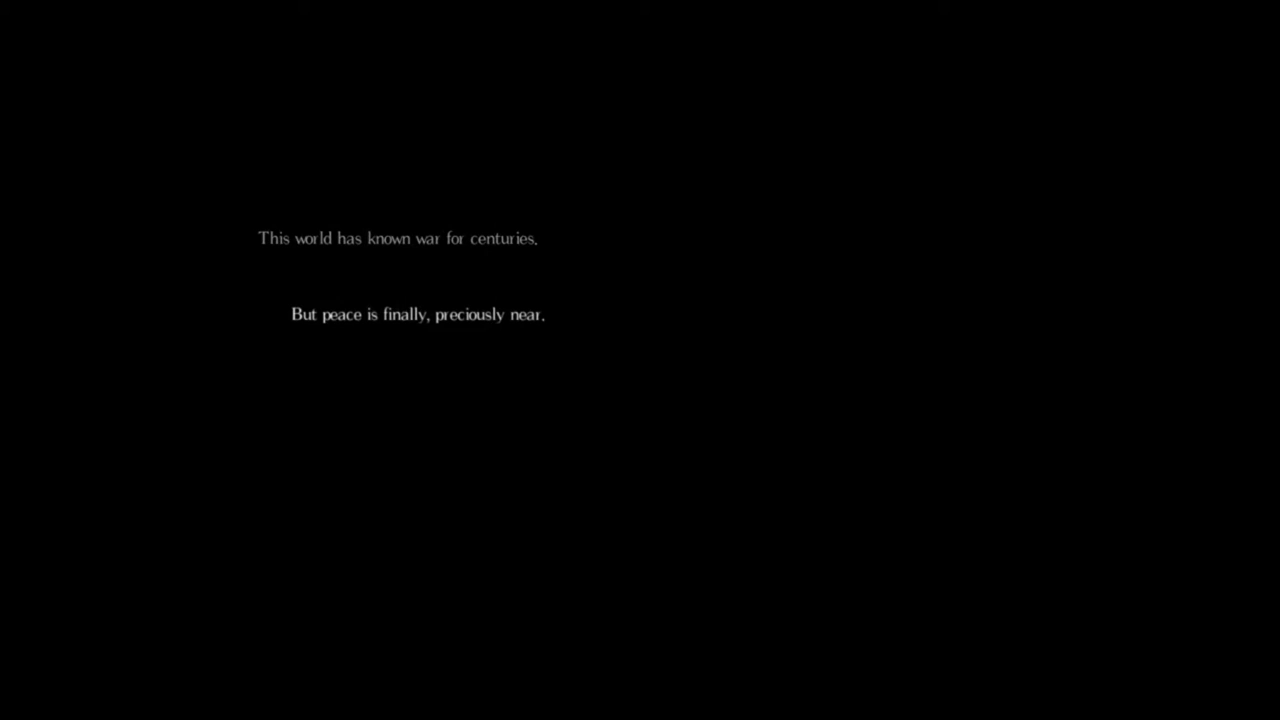 This world has known war for centuries.
But peace is finally, preciously near.